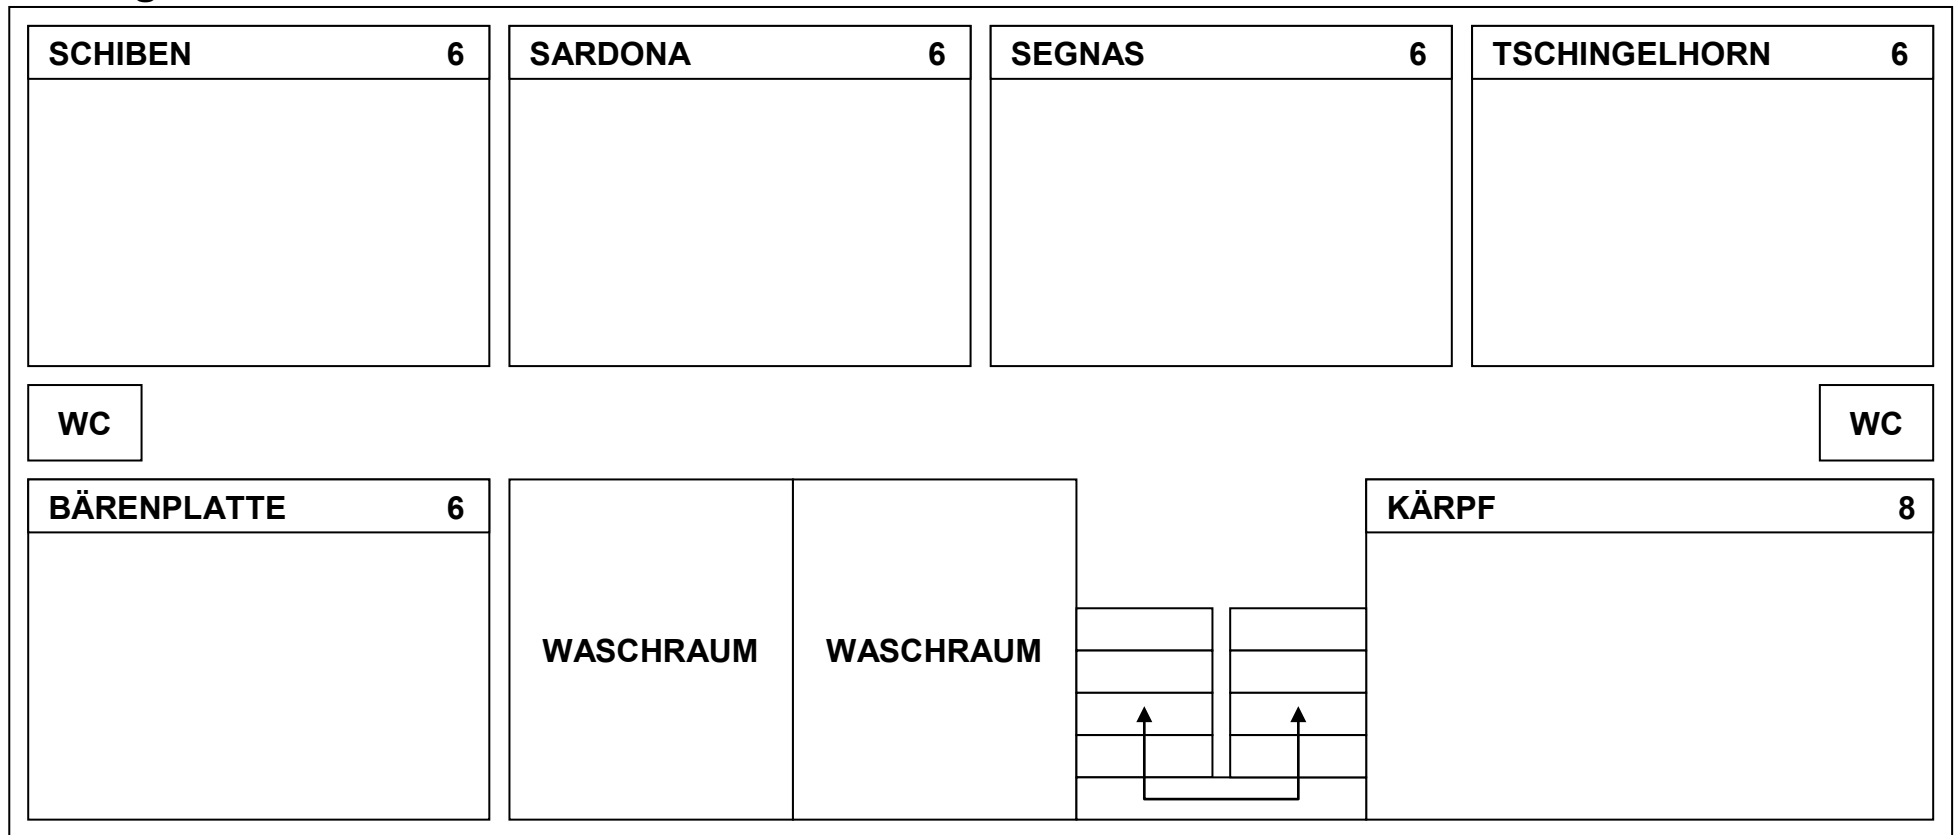 SCHIBEN 6
SARDONA 6
SEGNAS 6
TSCHINGELHORN 6
WC
WC
BÄRENPLATTE 6
KÄRPF 8
WASCHRAUM
WASCHRAUM